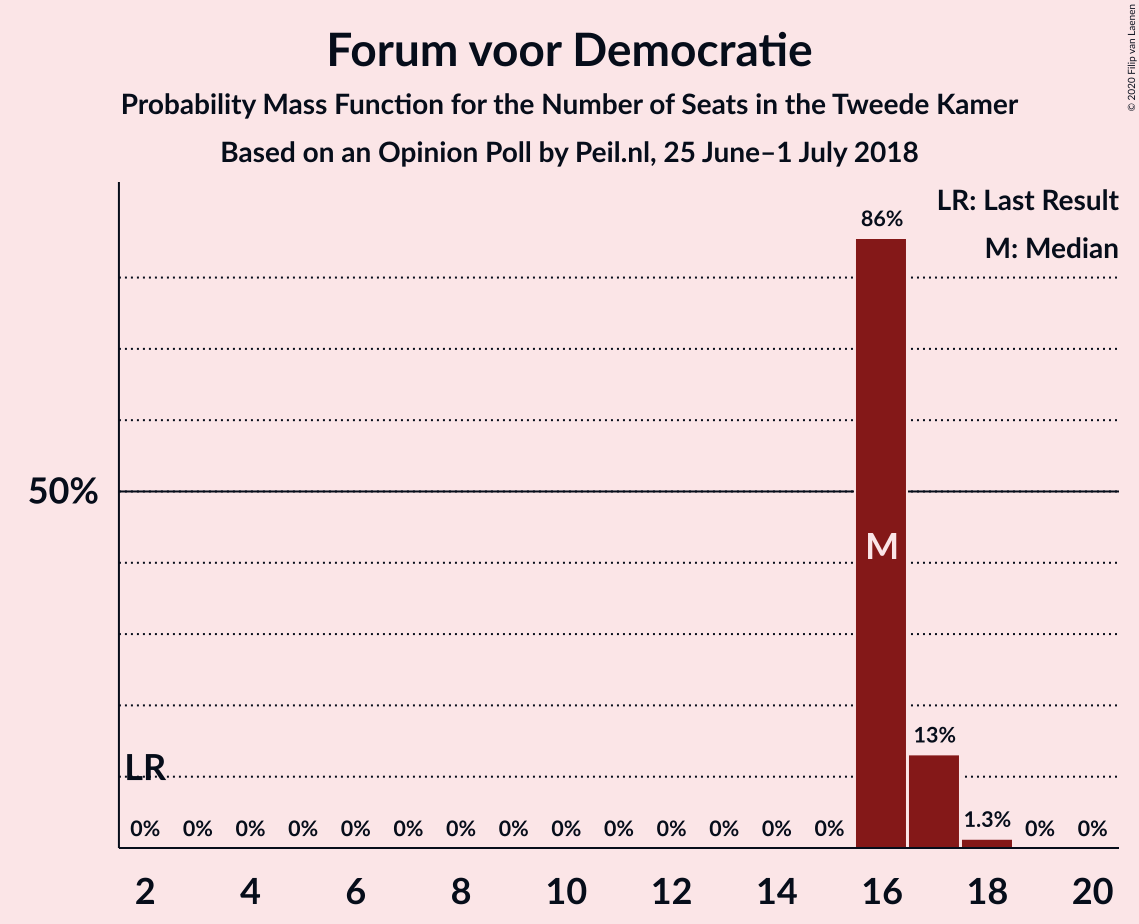 © 2020 Filip van Laenen
Forum voor Democratie
Probability Mass Function for the Number of Seats in the Tweede Kamer
Based on an Opinion Poll by Peil.nl, 25 June–1 July 2018
LR: Last Result
M: Median
86%
50%
M
13%
LR
1.3%
0% 0% 0% 0% 0% 0% 0% 0% 0% 0% 0% 0% 0% 0% 0% 0%
2 4 6 8 10 12 14 16 18 20